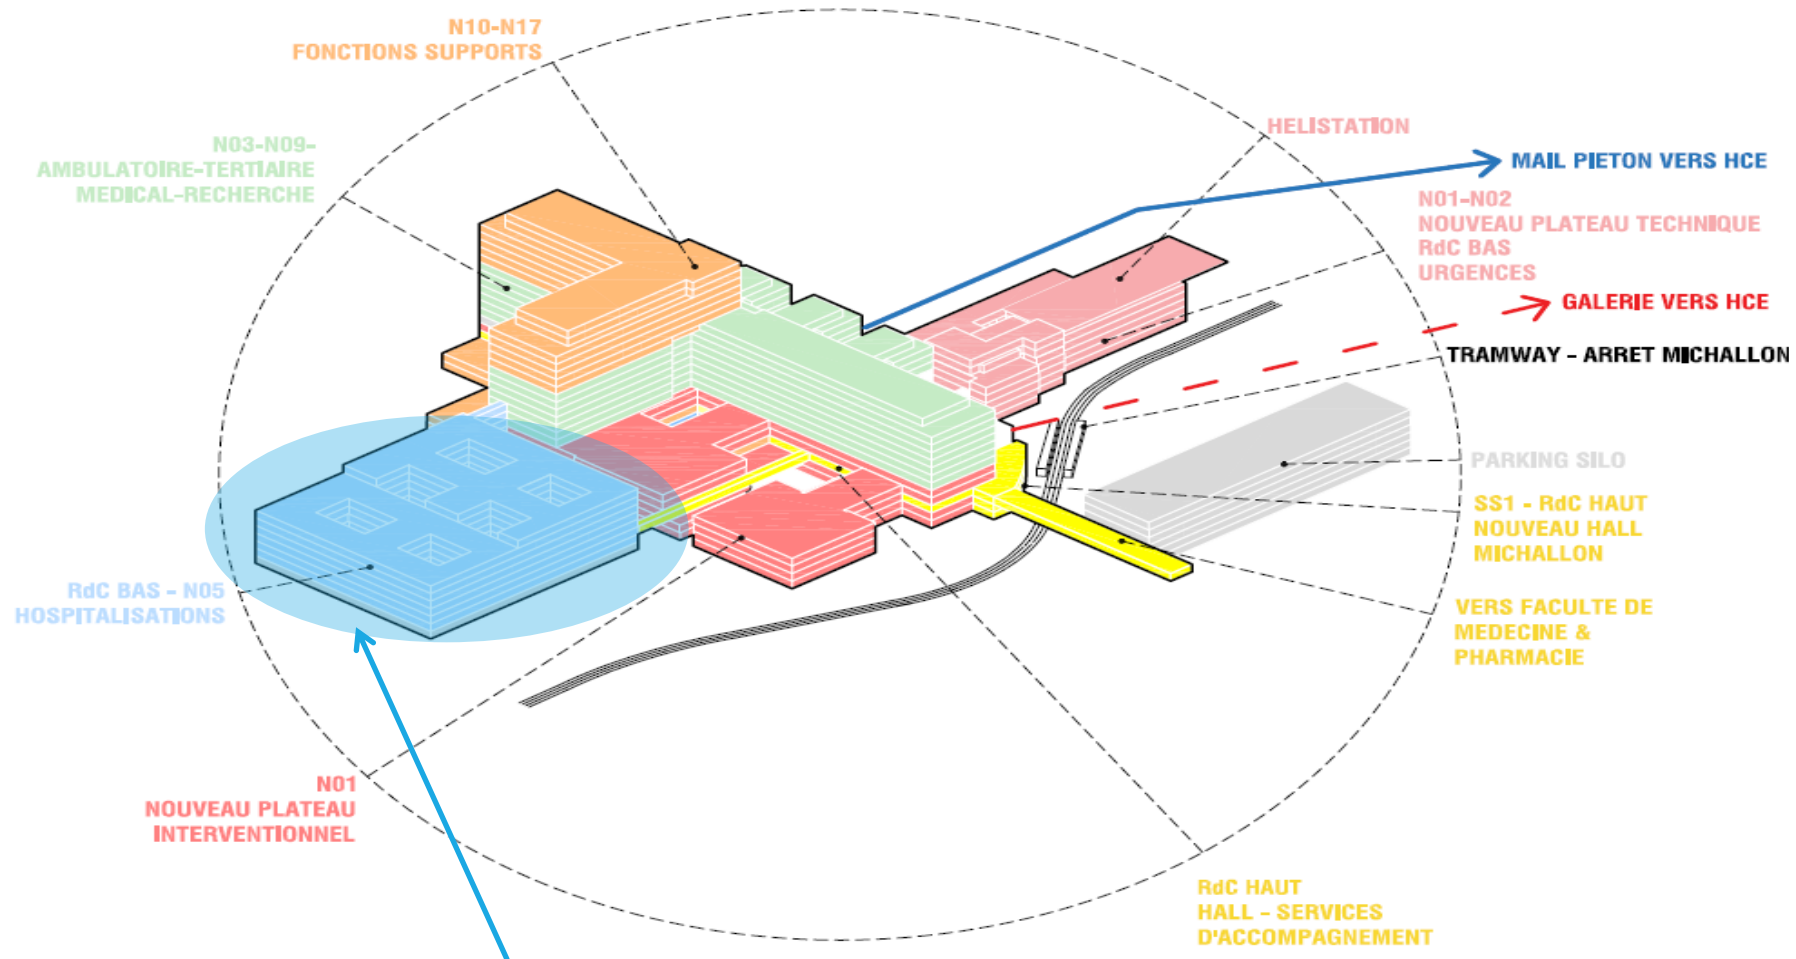 N10-N17
FONCTIONS SUPPORTS
HELISTATION
N03-N09-
AMBULATOIRE-TERTIAIRE
MEDICAL-RECHERCHE
MAIL PIETON VERS HCE
N01-N02
NOUVEAU PLATEAU TECHNIQUE
RdC BAS
URGENCES
GALERIE VERS HCE
TRAMWAY - ARRET MICHALLON
PARKING SILO
SS1 - RdC HAUT
NOUVEAU HALL
MICHALLON
RdC BAS - N05
HOSPITALISATIONS
VERS FACULTE DE
MEDECINE &
PHARMACIE
N01
NOUVEAU PLATEAU
INTERVENTIONNEL
RdC HAUT
HALL - SERVICES
D'ACCOMPAGNEMENT